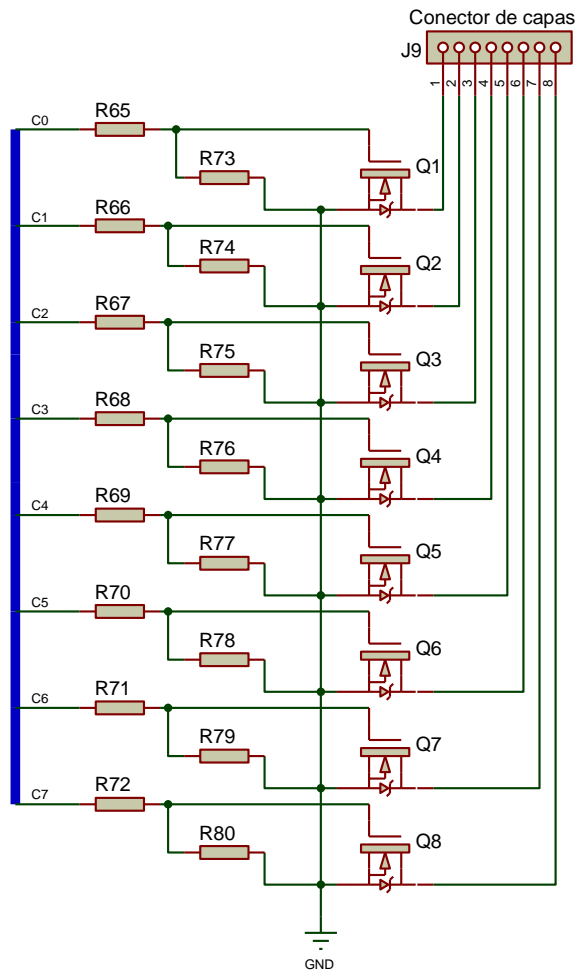 Conector de capas
J9
1 2 3 4 5 6 7 8
C0 R65
R73 Q1
C1 R66
R74 Q2
C2 R67
R75 Q3
C3 R68
R76 Q4
C4 R69
R77 Q5
C5 R70
R78 Q6
C6 R71
R79 Q7
C7 R72
R80 Q8
GND